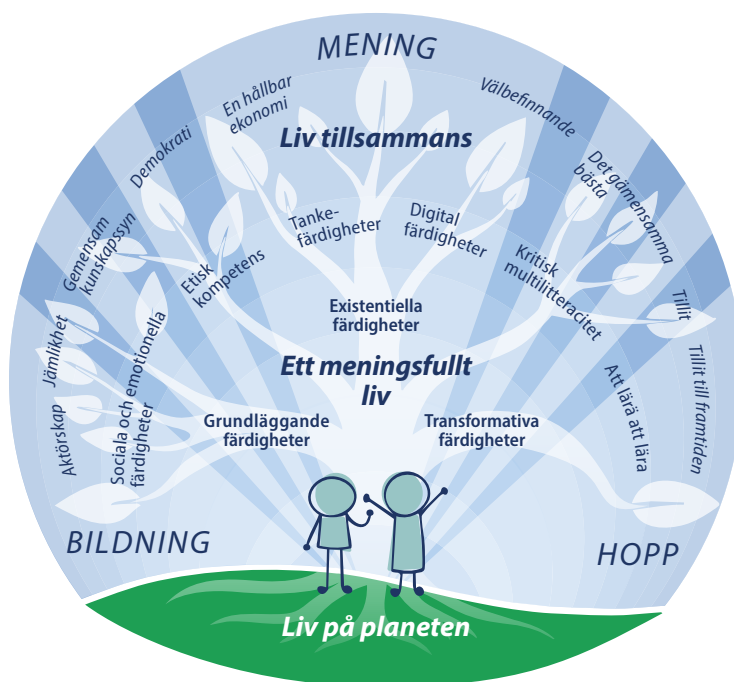 MENING
En hållbar
ekonomi
Välbefinnande
Liv tillsammans
Demokrati
Det gämensamma
bästa
Gemensam
kunskapssyn
Tanke-
färdigheter
Digital
färdigheter
Etisk
kompetens
Kritisk
multilitteracitet
Tillit
Existentiella
färdigheter
Jämlikhet
Tillit till framtiden
Ett meningsfullt
liv
Aktörskap
Sociala och emotionella
färdigheter
Grundläggande
färdigheter
Transformativa
färdigheter
Att lära att lära
BILDNING
HOPP
Liv på planeten